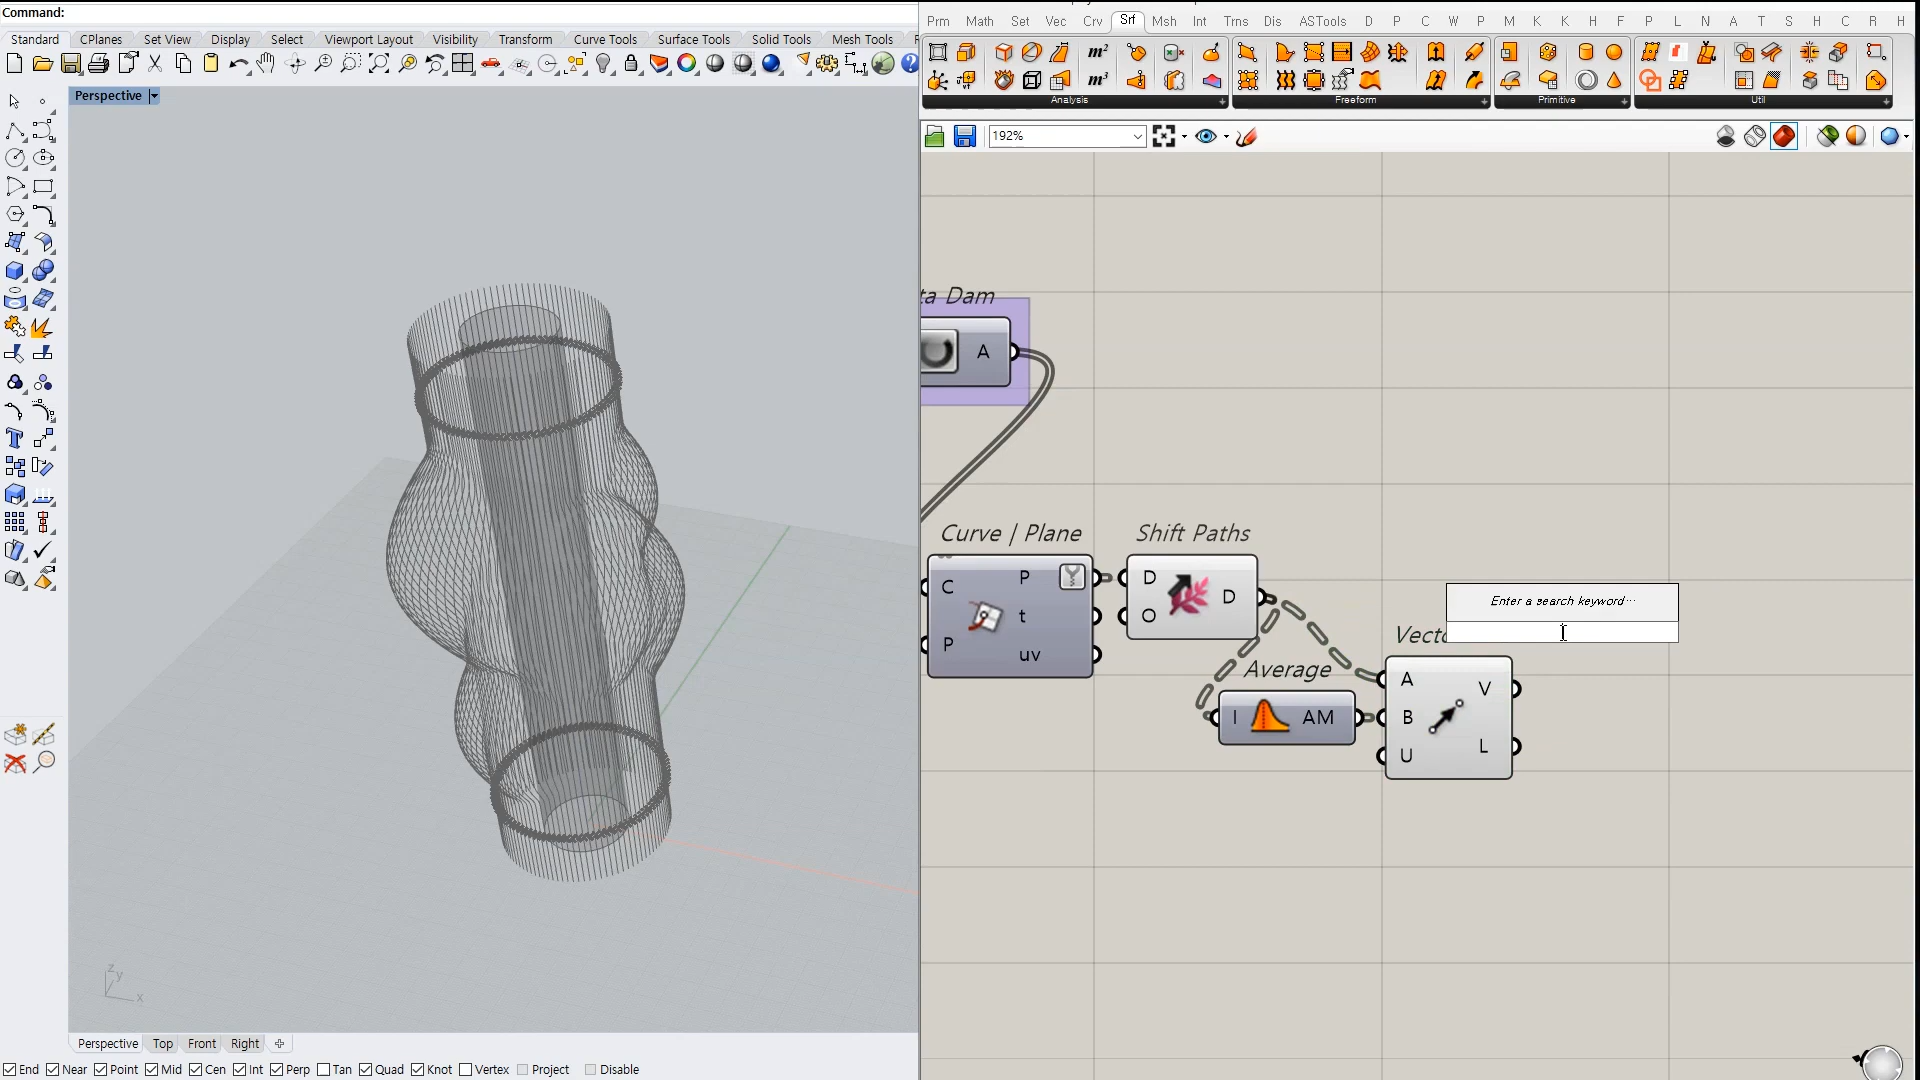 Command:
Standard CPlanes Set View Display Select Viewport Layout Visibility Transform Curve Tools Surface Tools Solid Tools Mesh Tools
Prm Math Set Vec Crv Srf Msh Int Trns Dis ASTools D P C W P M K K H F P L N A T S H C R H
m²
m³
Analysis Freeform Primitive Util
Perspective
192%
ta Dam
A
Curve | Plane
C
P
P
t
uv
Shift Paths
D
O
D
Average
I
AM
Enter a search keyword...
Vecto
A
B
U
V
L
z
y
x
Perspective Top Front Right
End Near Point Mid Cen Int Perp Tan Quad Knot Vertex Project Disable